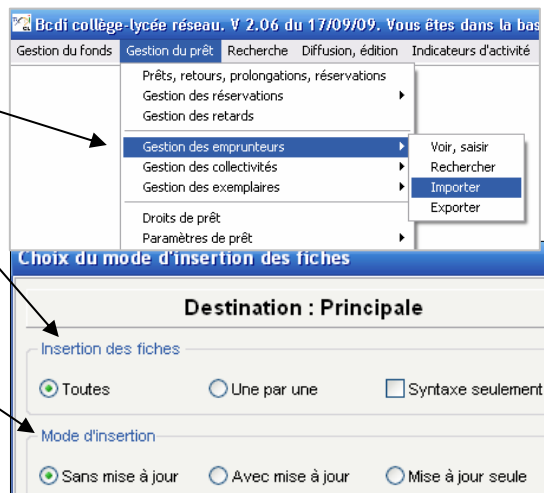 Bcdi collège-lycée réseau. V 2.06 du 17/09/09. Vous êtes dans la bas
Gestion du fonds Gestion du prêt Recherche Diffusion, édition Indicateurs d'activité
Prêts, retours, prolongations, réservations
Gestion des réservations
Gestion des retards
Gestion des emprunteurs
Gestion des collectivités
Gestion des exemplaires
Droits de prêt
Paramètres de prêt
Voir, saisir
Rechercher
Importer
Exporter
Choix du mode d'insertion des fiches
Destination : Principale
Insertion des fiches
Toutes Une par une Syntaxe seulement
Mode d'insertion
Sans mise à jour Avec mise à jour Mise à jour seule